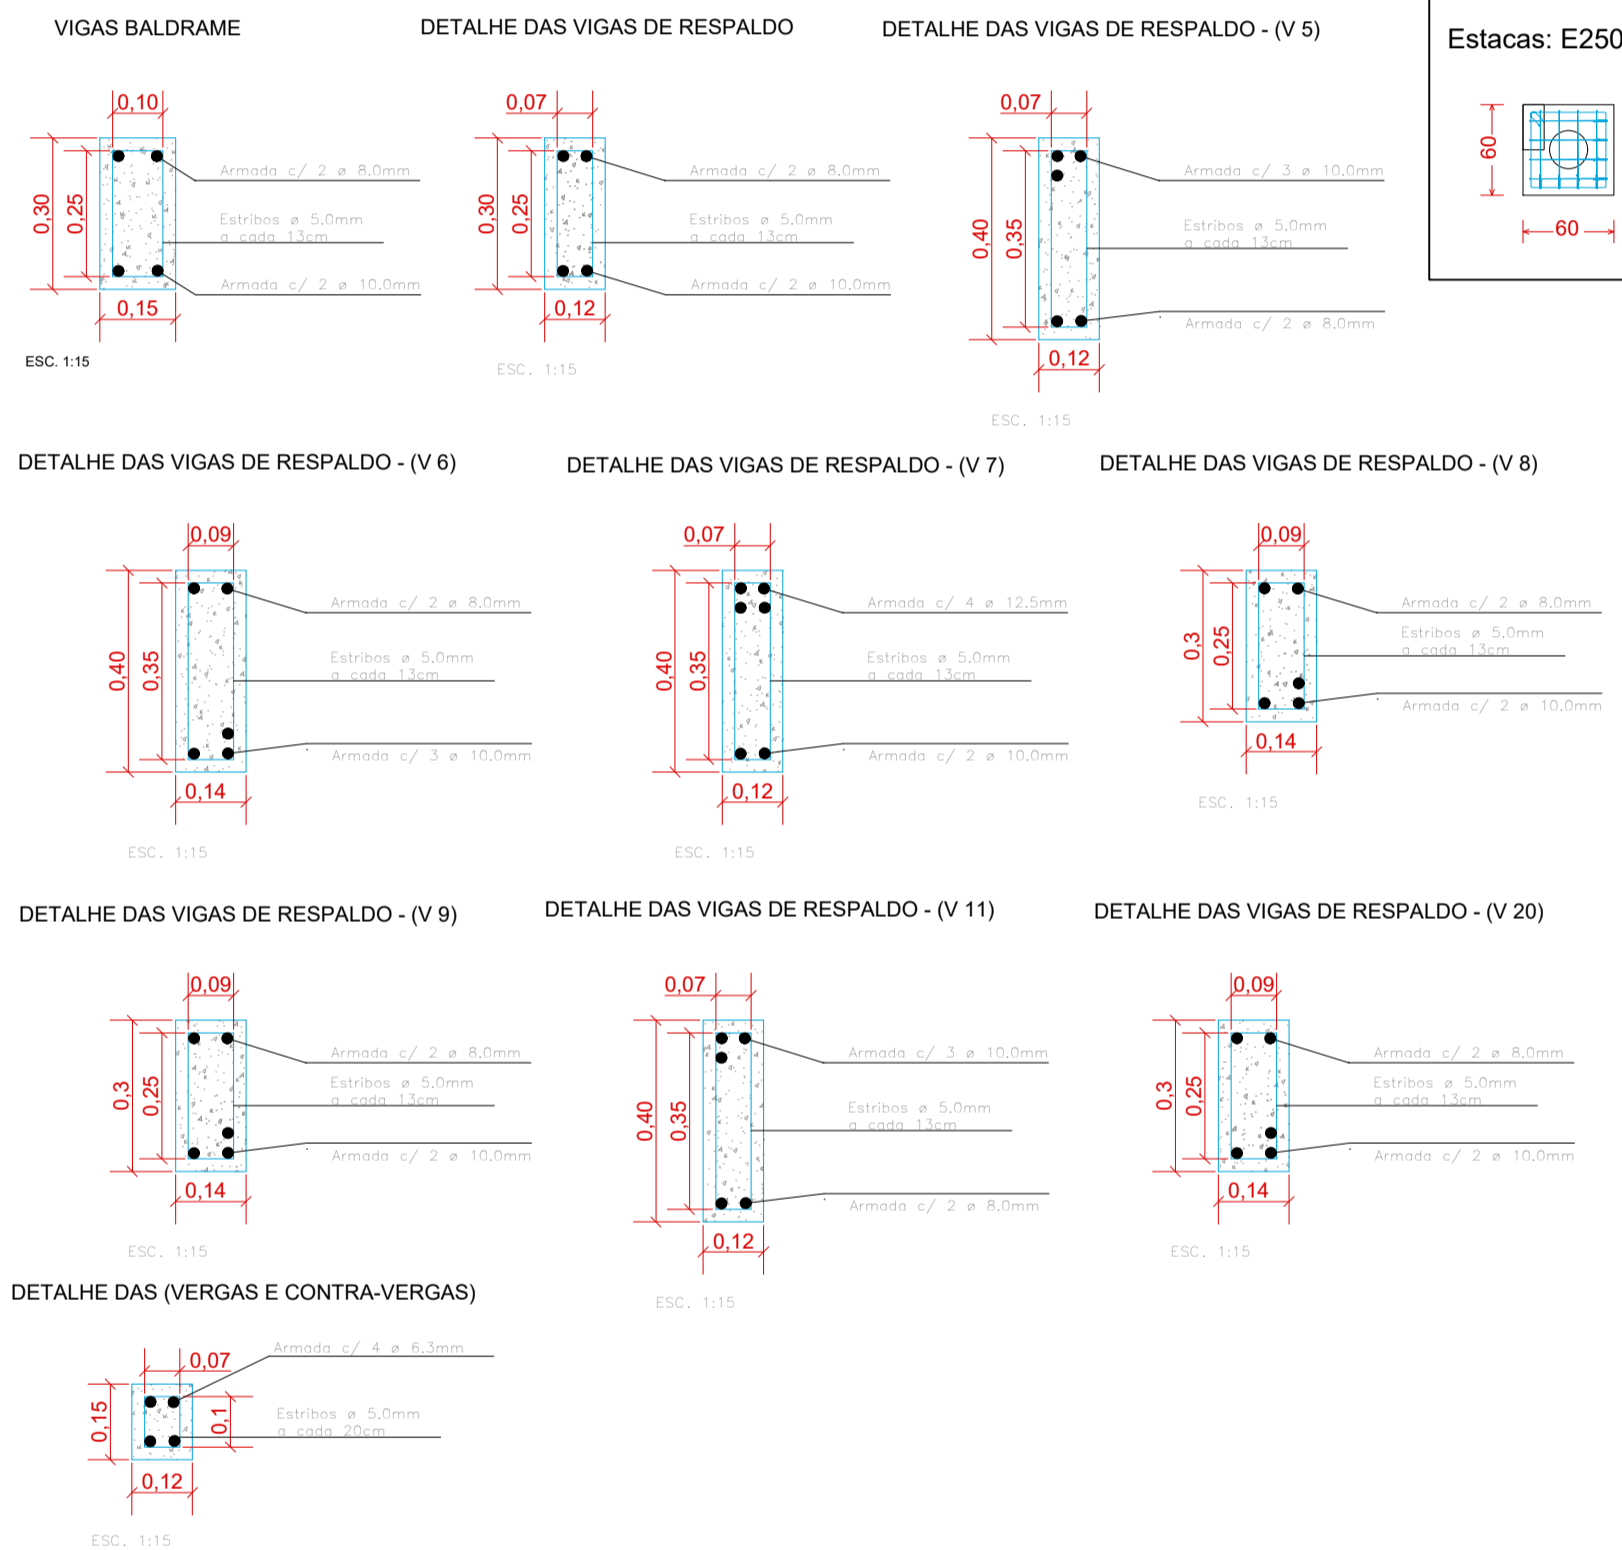 VIGAS BALDRAME
0,10
0,30
0,25
0,15
Armada c/ 2 ø 8.0mm
Estribos ø 5.0mm
a cada 13cm
Armada c/ 2 ø 10.0mm
ESC. 1:15
DETALHE DAS VIGAS DE RESPALDO
0,07
0,30
0,25
0,12
Armada c/ 2 ø 8.0mm
Estribos ø 5.0mm
a cada 13cm
Armada c/ 2 ø 10.0mm
ESC. 1:15
DETALHE DAS VIGAS DE RESPALDO - (V 5)
0,07
0,40
0,35
0,12
Armada c/ 3 ø 10.0mm
Estribos ø 5.0mm
a cada 13cm
Armada c/ 2 ø 8.0mm
ESC. 1:15
Estacas: E250
60
60
DETALHE DAS VIGAS DE RESPALDO - (V 6)
0,09
0,40
0,35
0,14
Armada c/ 2 ø 8.0mm
Estribos ø 5.0mm
a cada 13cm
Armada c/ 3 ø 10.0mm
ESC. 1:15
DETALHE DAS VIGAS DE RESPALDO - (V 7)
0,07
0,40
0,35
0,12
Armada c/ 4 ø 12.5mm
Estribos ø 5.0mm
a cada 13cm
Armada c/ 2 ø 10.0mm
ESC. 1:15
DETALHE DAS VIGAS DE RESPALDO - (V 8)
0,09
0,3
0,25
0,14
Armada c/ 2 ø 8.0mm
Estribos ø 5.0mm
a cada 13cm
Armada c/ 2 ø 10.0mm
ESC. 1:15
DETALHE DAS VIGAS DE RESPALDO - (V 9)
0,09
0,3
0,25
0,14
Armada c/ 2 ø 8.0mm
Estribos ø 5.0mm
a cada 13cm
Armada c/ 2 ø 10.0mm
ESC. 1:15
DETALHE DAS VIGAS DE RESPALDO - (V 11)
0,07
0,40
0,35
0,12
Armada c/ 3 ø 10.0mm
Estribos ø 5.0mm
a cada 13cm
Armada c/ 2 ø 8.0mm
ESC. 1:15
DETALHE DAS VIGAS DE RESPALDO - (V 20)
0,09
0,3
0,25
0,14
Armada c/ 2 ø 8.0mm
Estribos ø 5.0mm
a cada 13cm
Armada c/ 2 ø 10.0mm
ESC. 1:15
DETALHE DAS (VERGAS E CONTRA-VERGAS)
0,07
0,15
0,1
0,12
Armada c/ 4 ø 6.3mm
Estribos ø 5.0mm
a cada 20cm
ESC. 1:15